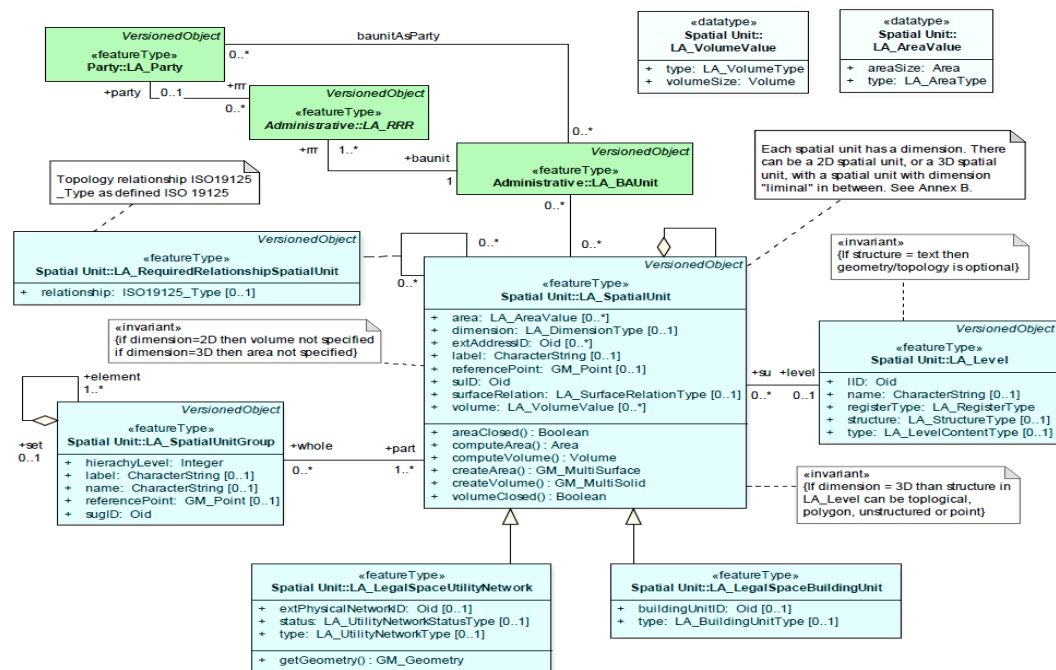 VersionedObject
«featureType»
Party::LA_Party
baunitAsParty
0..*
+party
0..1
+rrr
0..*
VersionedObject
«featureType»
Administrative::LA_RRR
+rrr
1..*
+baunit
1
0..*
VersionedObject
«featureType»
Administrative::LA_BAUnit
0..*
0..*
«datatype»
Spatial Unit::
LA_VolumeValue
+ type: LA_VolumeType
+ volumeSize: Volume
«datatype»
Spatial Unit::
LA_AreaValue
+ areaSize: Area
+ type: LA_AreaType
Each spatial unit has a dimension. There
can be a 2D spatial unit, or a 3D spatial
unit, with a spatial unit with dimension
"liminal" in between. See Annex B.
Topology relationship ISO19125
_Type as defined ISO 19125
VersionedObject
«featureType»
Spatial Unit::LA_RequiredRelationshipSpatialUnit
+ relationship: ISO19125_Type [0..1]
0..*
0..*
VersionedObject
«featureType»
Spatial Unit::LA_SpatialUnit
+ area: LA_AreaValue [0..*]
+ dimension: LA_DimensionType [0..1]
+ extAddressID: Oid [0..*]
+ label: CharacterString [0..1]
+ referencePoint: GM_Point [0..1]
+ suID: Oid
+ surfaceRelation: LA_SurfaceRelationType [0..1]
+ volume: LA_VolumeValue [0..*]
+ areaClosed() : Boolean
+ computeArea() : Area
+ computeVolume() : Volume
+ createArea() : GM_MultiSurface
+ createVolume() : GM_MultiSolid
+ volumeClosed() : Boolean
«invariant»
{If structure = text then
geometry/topology is optional}
«invariant»
{if dimension=2D then volume not specified
if dimension=3D then area not specified}
+su
0..*
+level
0..1
VersionedObject
«featureType»
Spatial Unit::LA_Level
+ lID: Oid
+ name: CharacterString [0..1]
+ registerType: LA_RegisterType
+ structure: LA_StructureType [0..1]
+ type: LA_LevelContentType [0..1]
+element
1..*
+set
0..1
VersionedObject
«featureType»
Spatial Unit::LA_SpatialUnitGroup
+ hierachyLevel: Integer
+ label: CharacterString [0..1]
+ name: CharacterString [0..1]
+ referencePoint: GM_Point [0..1]
+ sugID: Oid
+whole
0..*
+part
1..*
«invariant»
{If dimension = 3D than structure in
LA_Level can be toplogical,
polygon, unstructured or point}
«featureType»
Spatial Unit::LA_LegalSpaceUtilityNetwork
+ extPhysicalNetworkID: Oid [0..1]
+ status: LA_UtilityNetworkStatusType [0..1]
+ type: LA_UtilityNetworkType [0..1]
+ getGeometry() : GM_Geometry
«featureType»
Spatial Unit::LA_LegalSpaceBuildingUnit
+ buildingUnitID: Oid [0..1]
+ type: LA_BuildingUnitType [0..1]